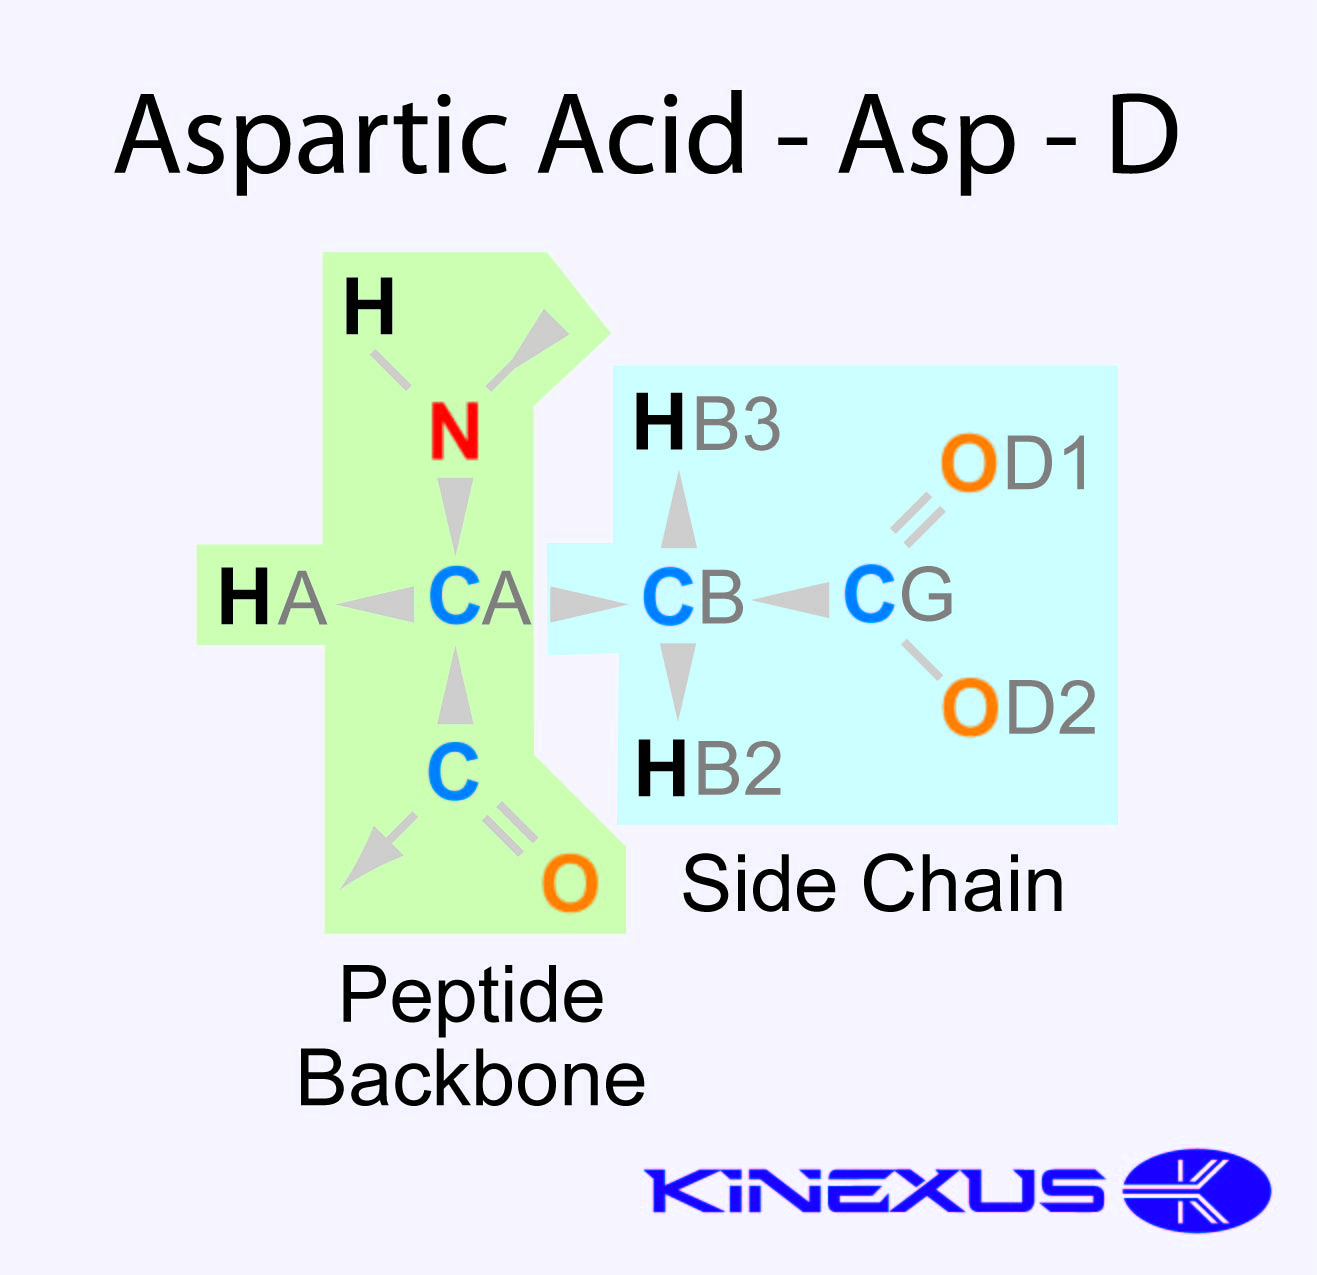 Aspartic Acid - Asp - D
H
N
HB3
OD1
HA
CA
CB
CG
OD2
C
HB2
O
Side Chain
Peptide
Backbone
KiNEXUS